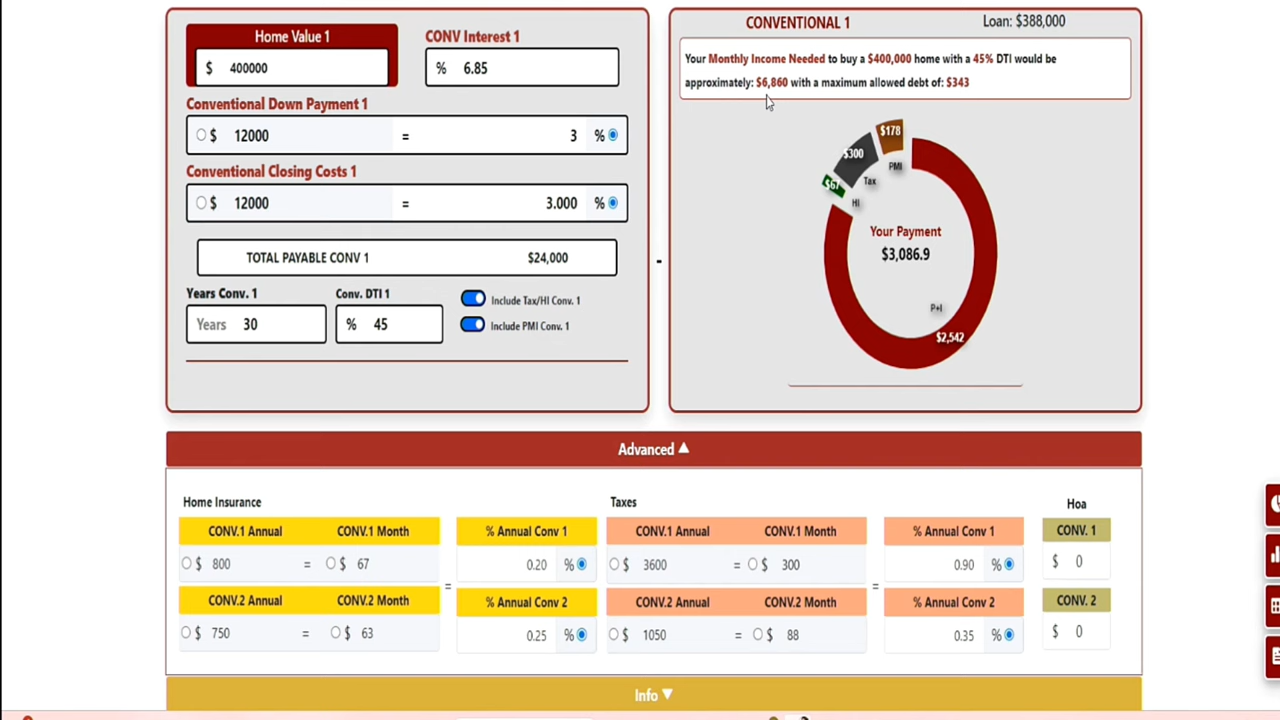 Home Value 1
CONV Interest 1
$ 400000
% 6.85
Conventional Down Payment 1
$ 12000 = 3 %
Conventional Closing Costs 1
$ 12000 = 3.000 %
TOTAL PAYABLE CONV 1 $24,000
Years Conv. 1
Conv. DTI 1
Years 30
% 45
Include Tax/HI Conv. 1
Include PMI Conv. 1
-
CONVENTIONAL 1
Loan: $388,000
Your Monthly Income Needed to buy a $400,000 home with a 45% DTI would be
approximately: $6,860 with a maximum allowed debt of: $343
$178
PMI
$300
Tax
$67
HI
Your Payment
$3,086.9
P+I
$2,542
Advanced
Home Insurance
CONV.1 Annual CONV.1 Month % Annual Conv 1
$ 800 = $ 67 0.20 %
=
CONV.2 Annual CONV.2 Month % Annual Conv 2
$ 750 = $ 63 0.25 %
Taxes
CONV.1 Annual CONV.1 Month % Annual Conv 1
$ 3600 = $ 300 0.90 %
=
CONV.2 Annual CONV.2 Month % Annual Conv 2
$ 1050 = $ 88 0.35 %
Hoa
CONV. 1
$ 0
CONV. 2
$ 0
Info